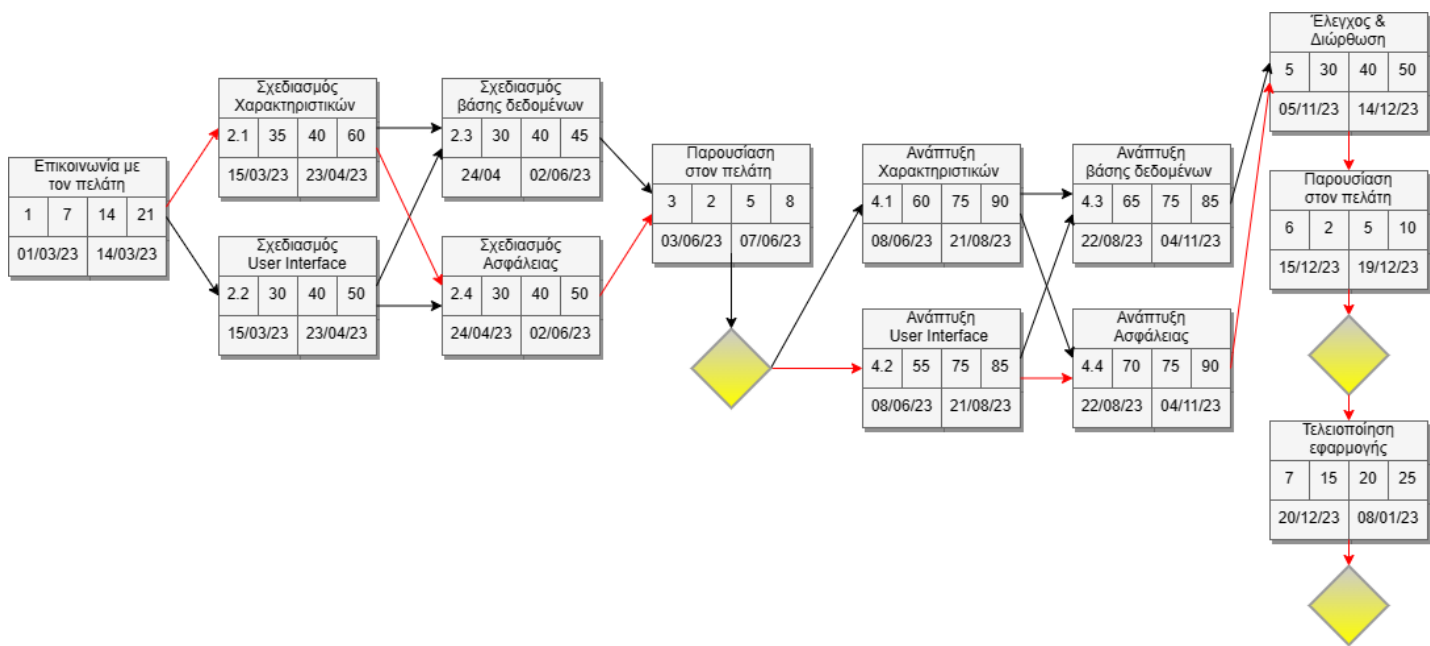 Επικοινωνία με
τον πελάτη
1 7 14 21
01/03/23 14/03/23
Σχεδιασμός
Χαρακτηριστικών
2.1 35 40 60
15/03/23 23/04/23
Σχεδιασμός
User Interface
2.2 30 40 50
15/03/23 23/04/23
Σχεδιασμός
βάσης δεδομένων
2.3 30 40 45
24/04 02/06/23
Σχεδιασμός
Ασφάλειας
2.4 30 40 50
24/04/23 02/06/23
Παρουσίαση
στον πελάτη
3 2 5 8
03/06/23 07/06/23
Ανάπτυξη
Χαρακτηριστικών
4.1 60 75 90
08/06/23 21/08/23
Ανάπτυξη
User Interface
4.2 55 75 85
08/06/23 21/08/23
Ανάπτυξη
βάσης δεδομένων
4.3 65 75 85
22/08/23 04/11/23
Ανάπτυξη
Ασφάλειας
4.4 70 75 90
22/08/23 04/11/23
Έλεγχος &
Διώρθωση
5 30 40 50
05/11/23 14/12/23
Παρουσίαση
στον πελάτη
6 2 5 10
15/12/23 19/12/23
Τελειοποίηση
εφαρμογής
7 15 20 25
20/12/23 08/01/23